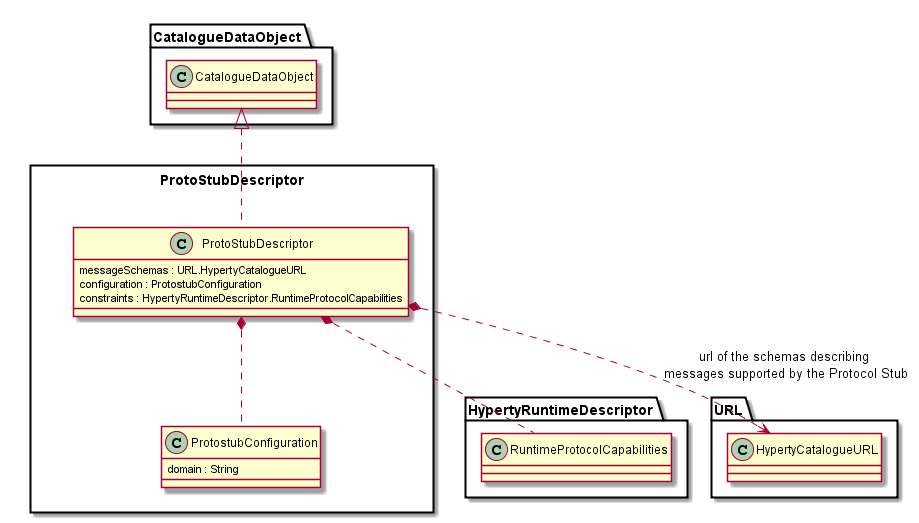 CatalogueDataObject
C CatalogueDataObject
ProtoStubDescriptor
C ProtoStubDescriptor
messageSchemas : URL.HypertyCatalogueURL
configuration : ProtostubConfiguration
constraints : HypertyRuntimeDescriptor.RuntimeProtocolCapabilities
url of the schemas describing
messages supported by the Protocol Stub
HypertyRuntimeDescriptor
URL
C ProtostubConfiguration
domain : String
C RuntimeProtocolCapabilities
C HypertyCatalogueURL